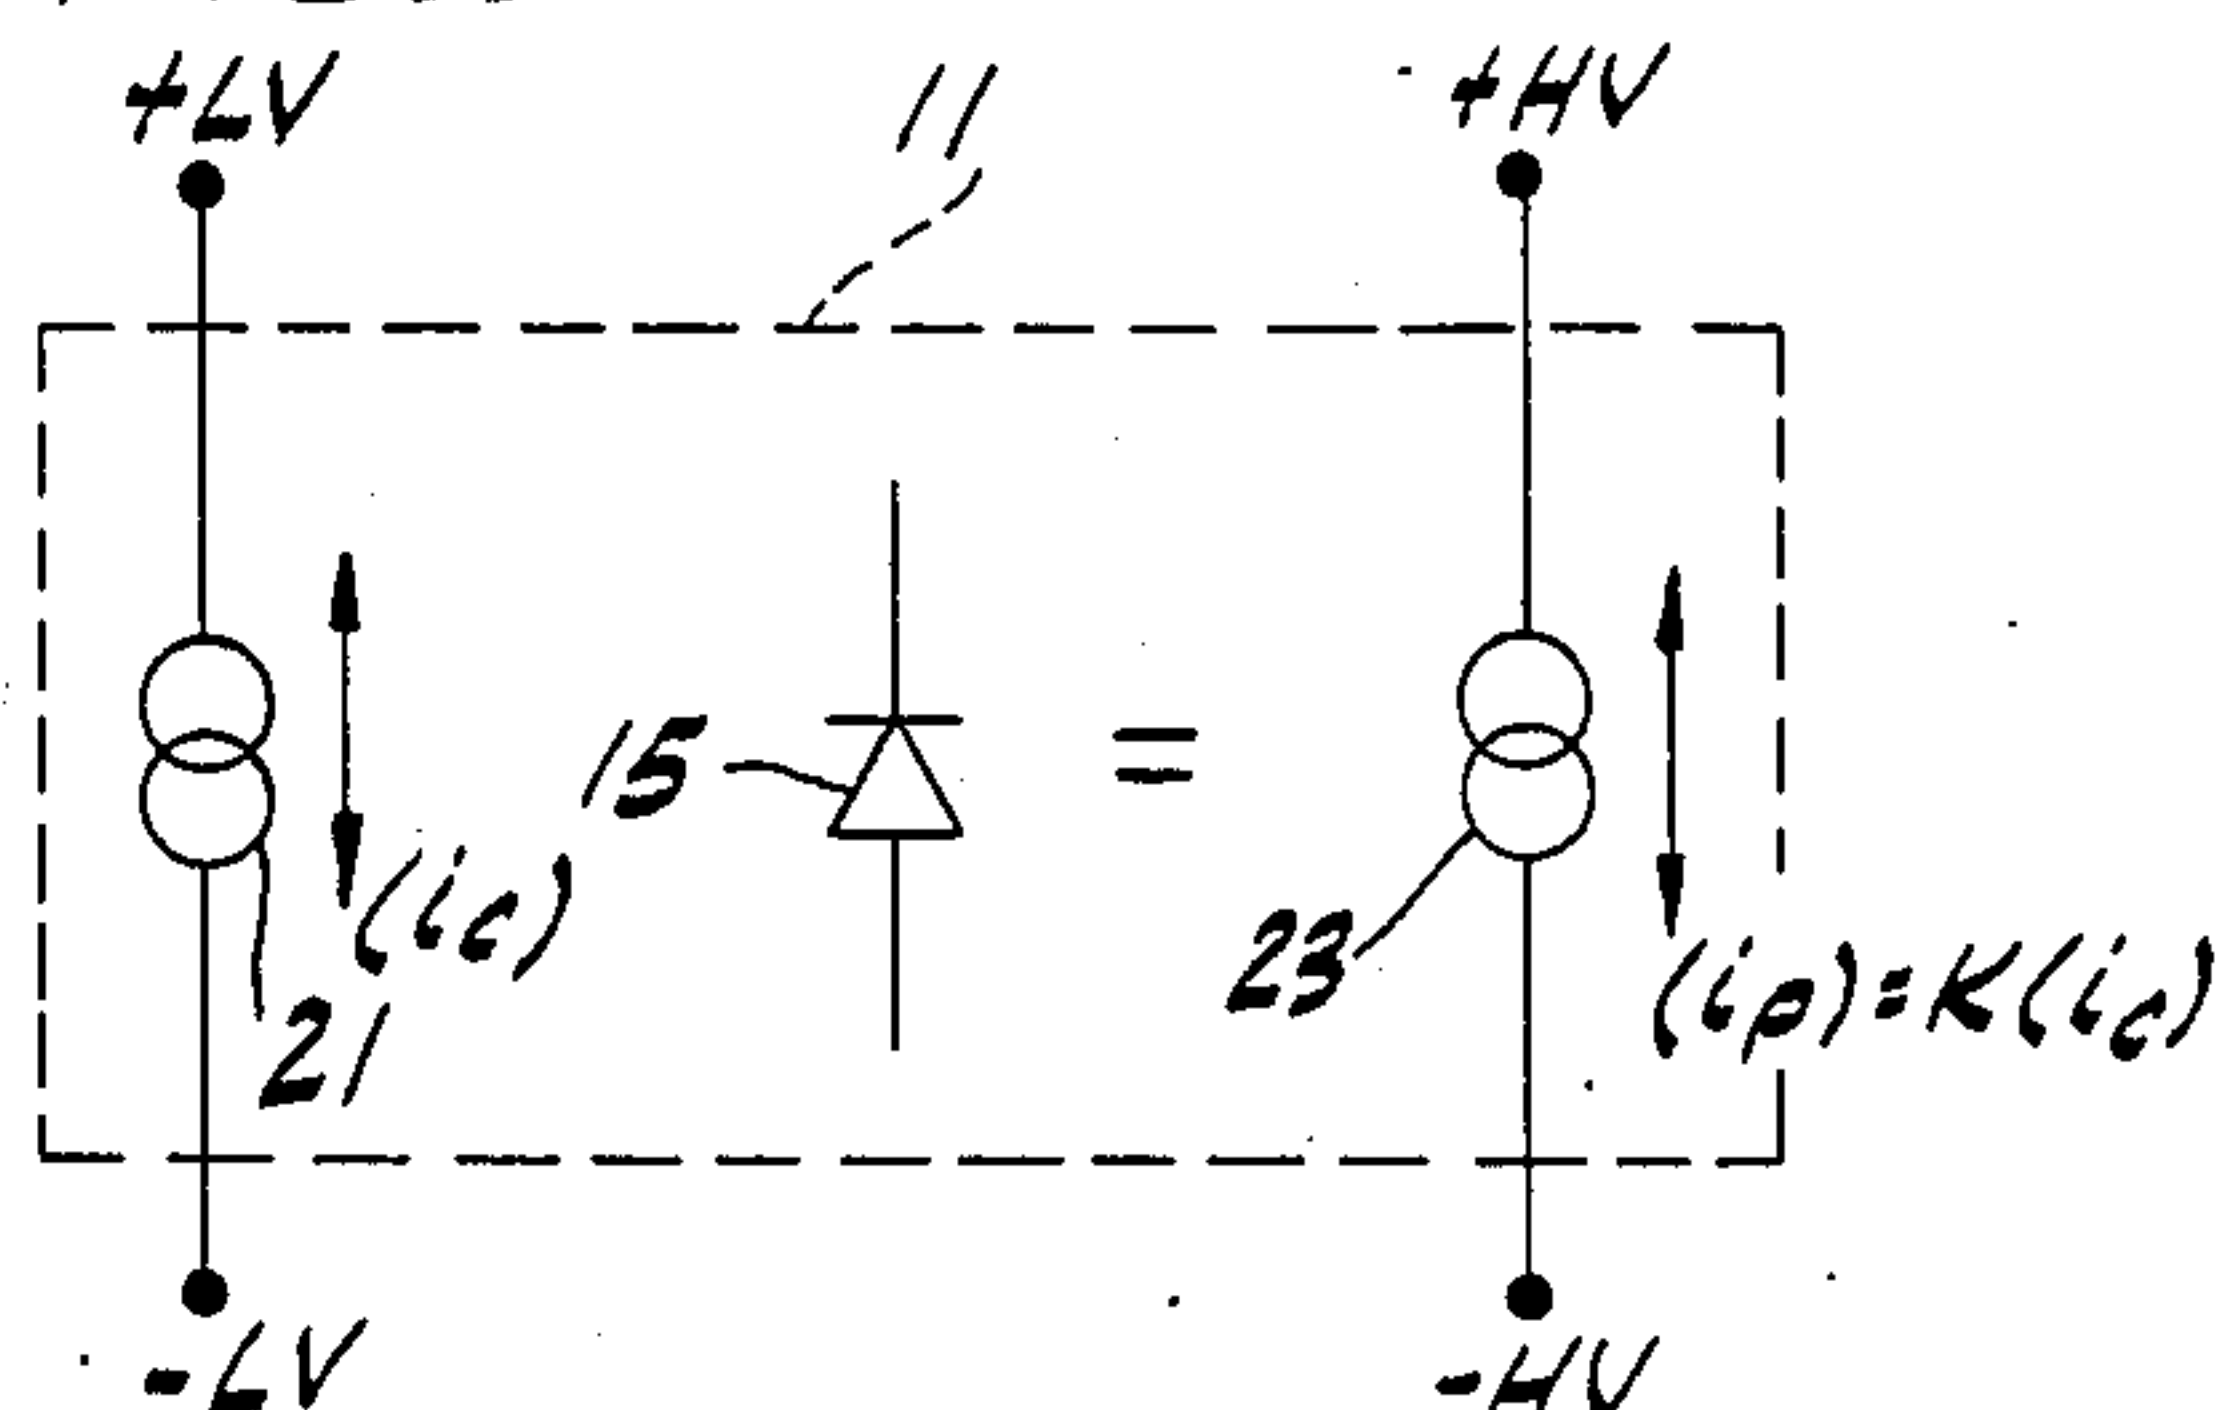 +LV
11
+HV
15
=
(ic)
21
23
(ip)=K(ic)
-LV
-HV